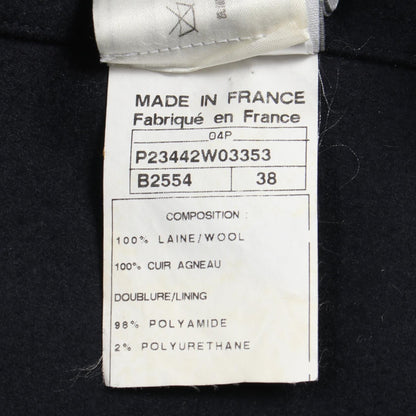 MADE IN FRANCE
Fabriqué en France
04P
P23442W03353
B2554 38
COMPOSITION :
100% LAINE/WOOL
100% CUIR AGNEAU
DOUBLURE/LINING
98% POLYAMIDE
2% POLYURETHANE